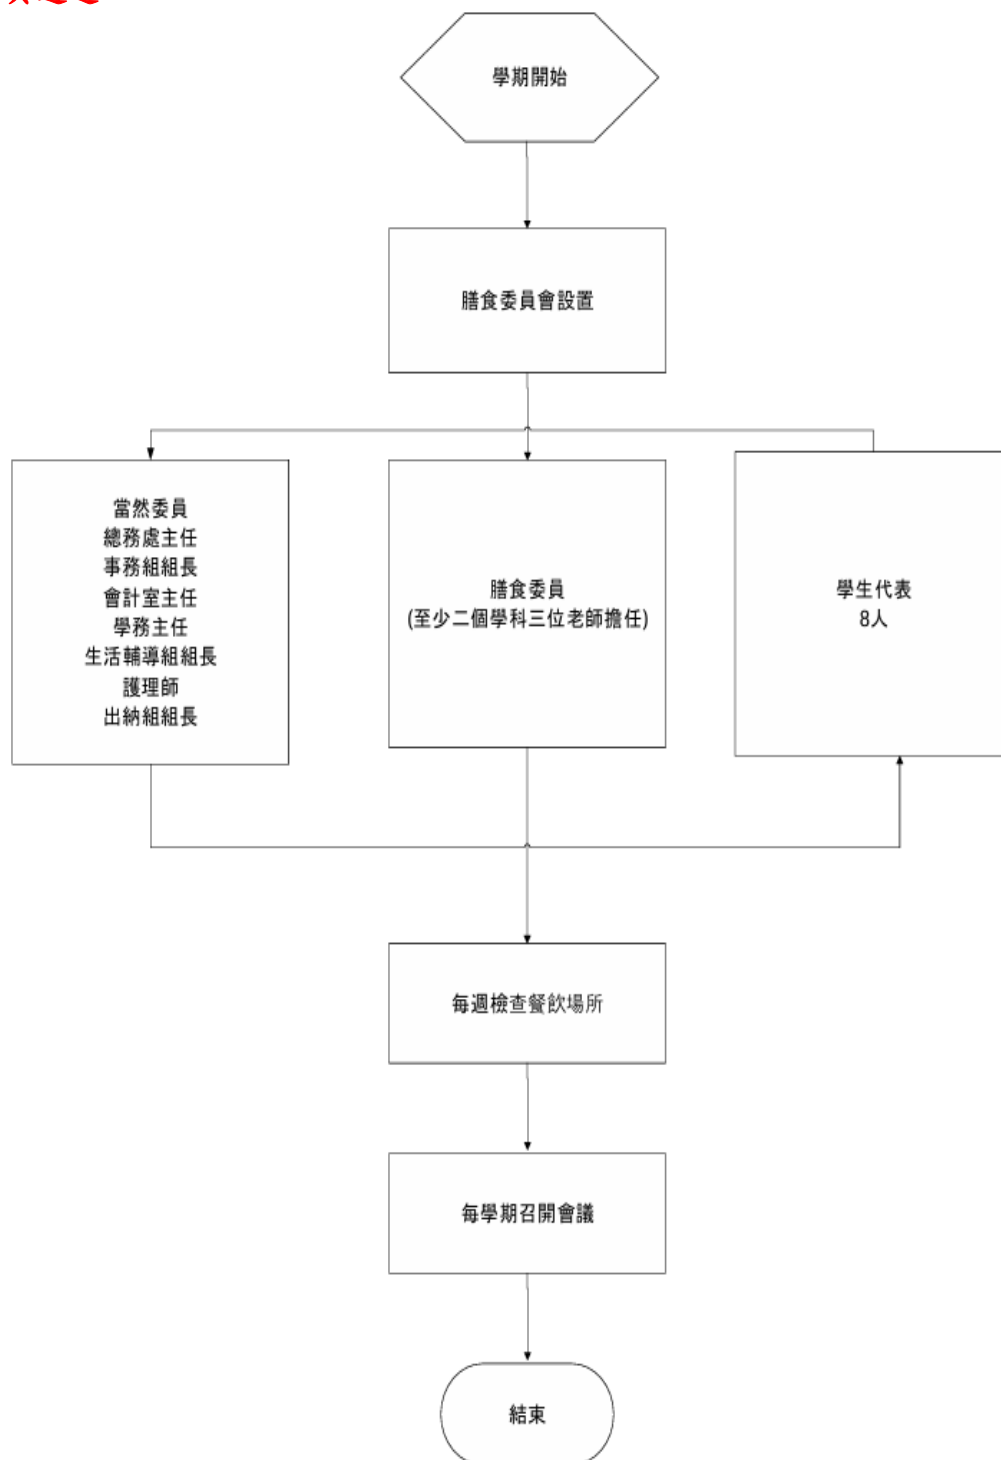 學期開始
膳食委員會設置
當然委員
總務處主任
事務組組長
會計室主任
學務主任
生活輔導組組長
護理師
出納組組長
膳食委員
(至少二個學科三位老師擔任)
學生代表
8人
每週檢查餐飲場所
每學期召開會議
結束